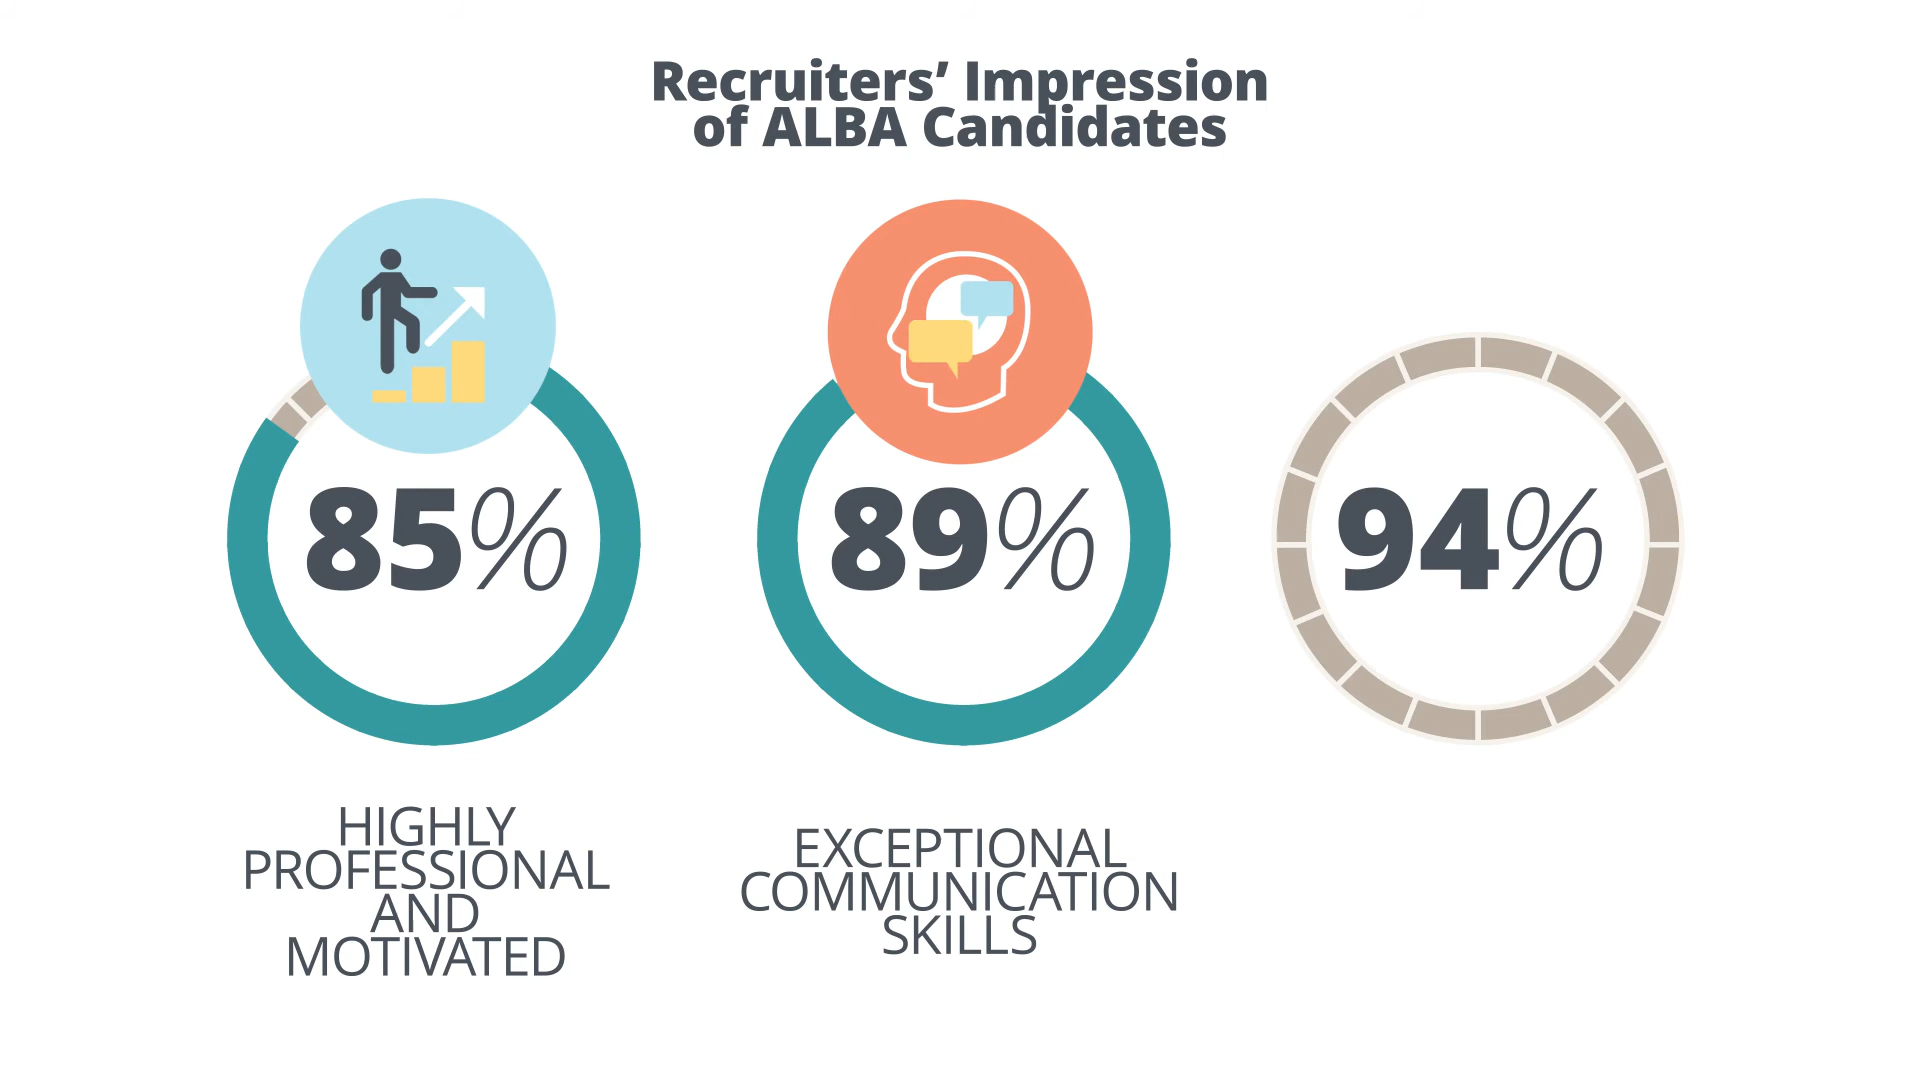 Recruiters’ Impression
of ALBA Candidates
85%
89%
94%
HIGHLY
PROFESSIONAL
AND
MOTIVATED
EXCEPTIONAL
COMMUNICATION
SKILLS